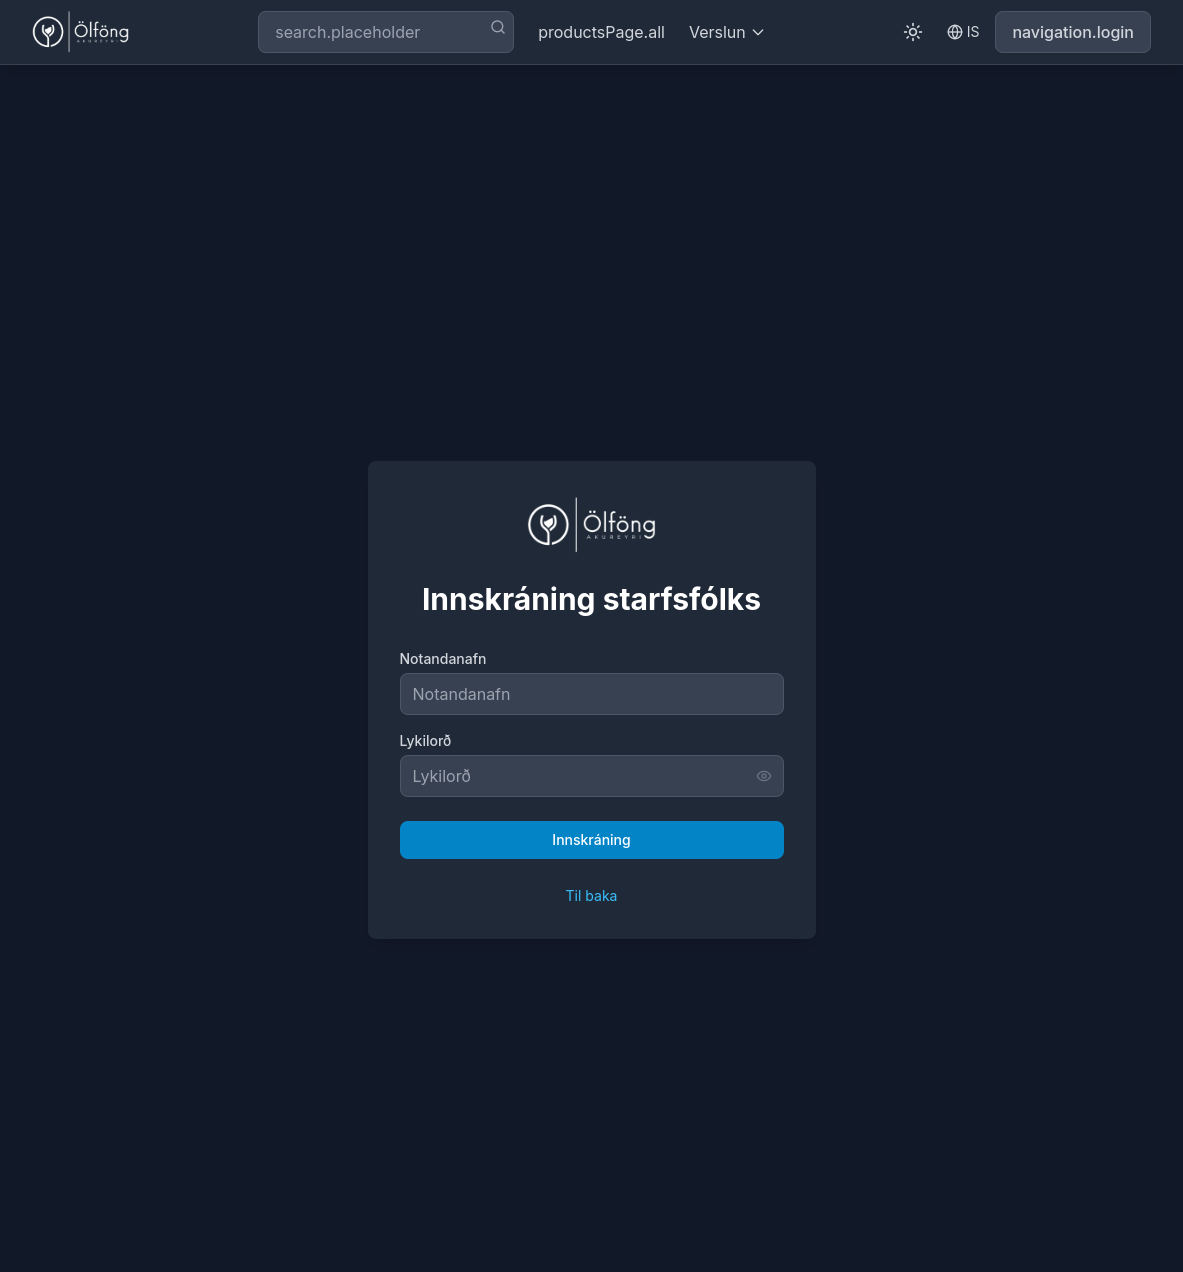 Ölföng
AKUREYRI
search.placeholder
productsPage.all
Verslun
IS
navigation.login
Ölföng
AKUREYRI
Innskráning starfsfólks
Notandanafn
Notandanafn
Lykilorð
Lykilorð
Innskráning
Til baka